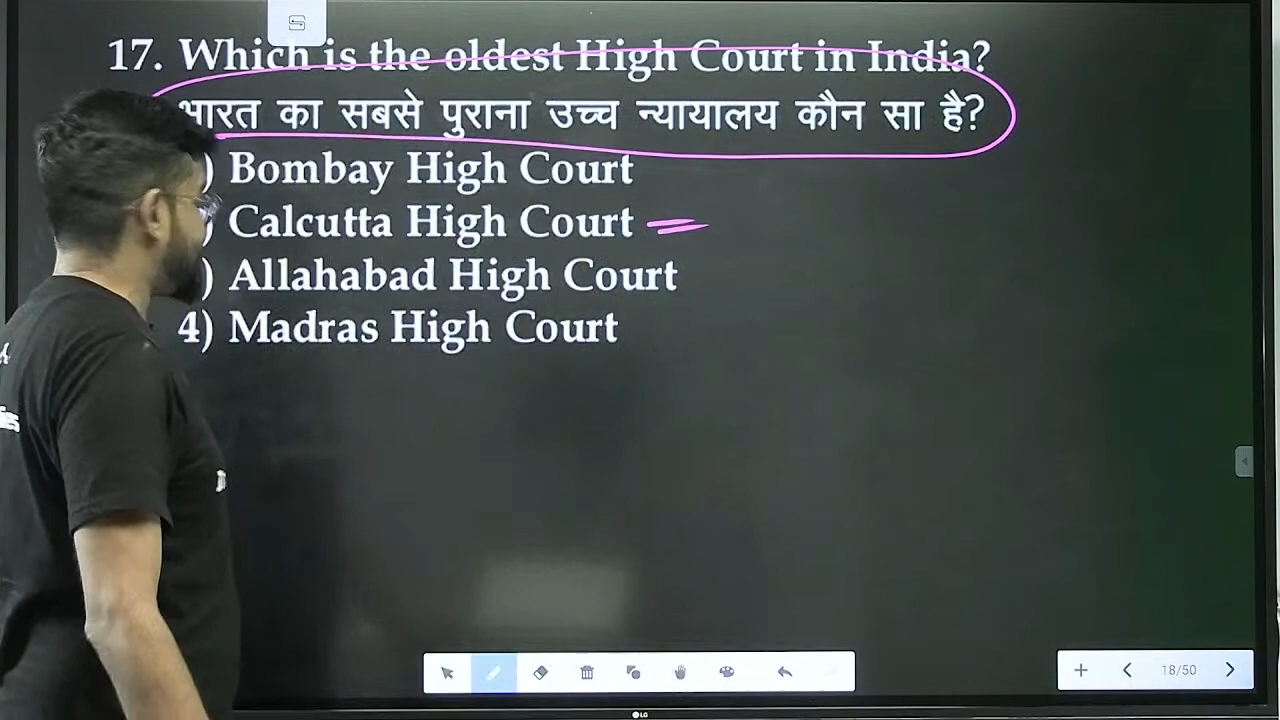 17. Which is the oldest High Court in India?
भारत का सबसे पुराना उच्च न्यायालय कौन सा है?
) Bombay High Court
) Calcutta High Court
) Allahabad High Court
4) Madras High Court
18/50
LG